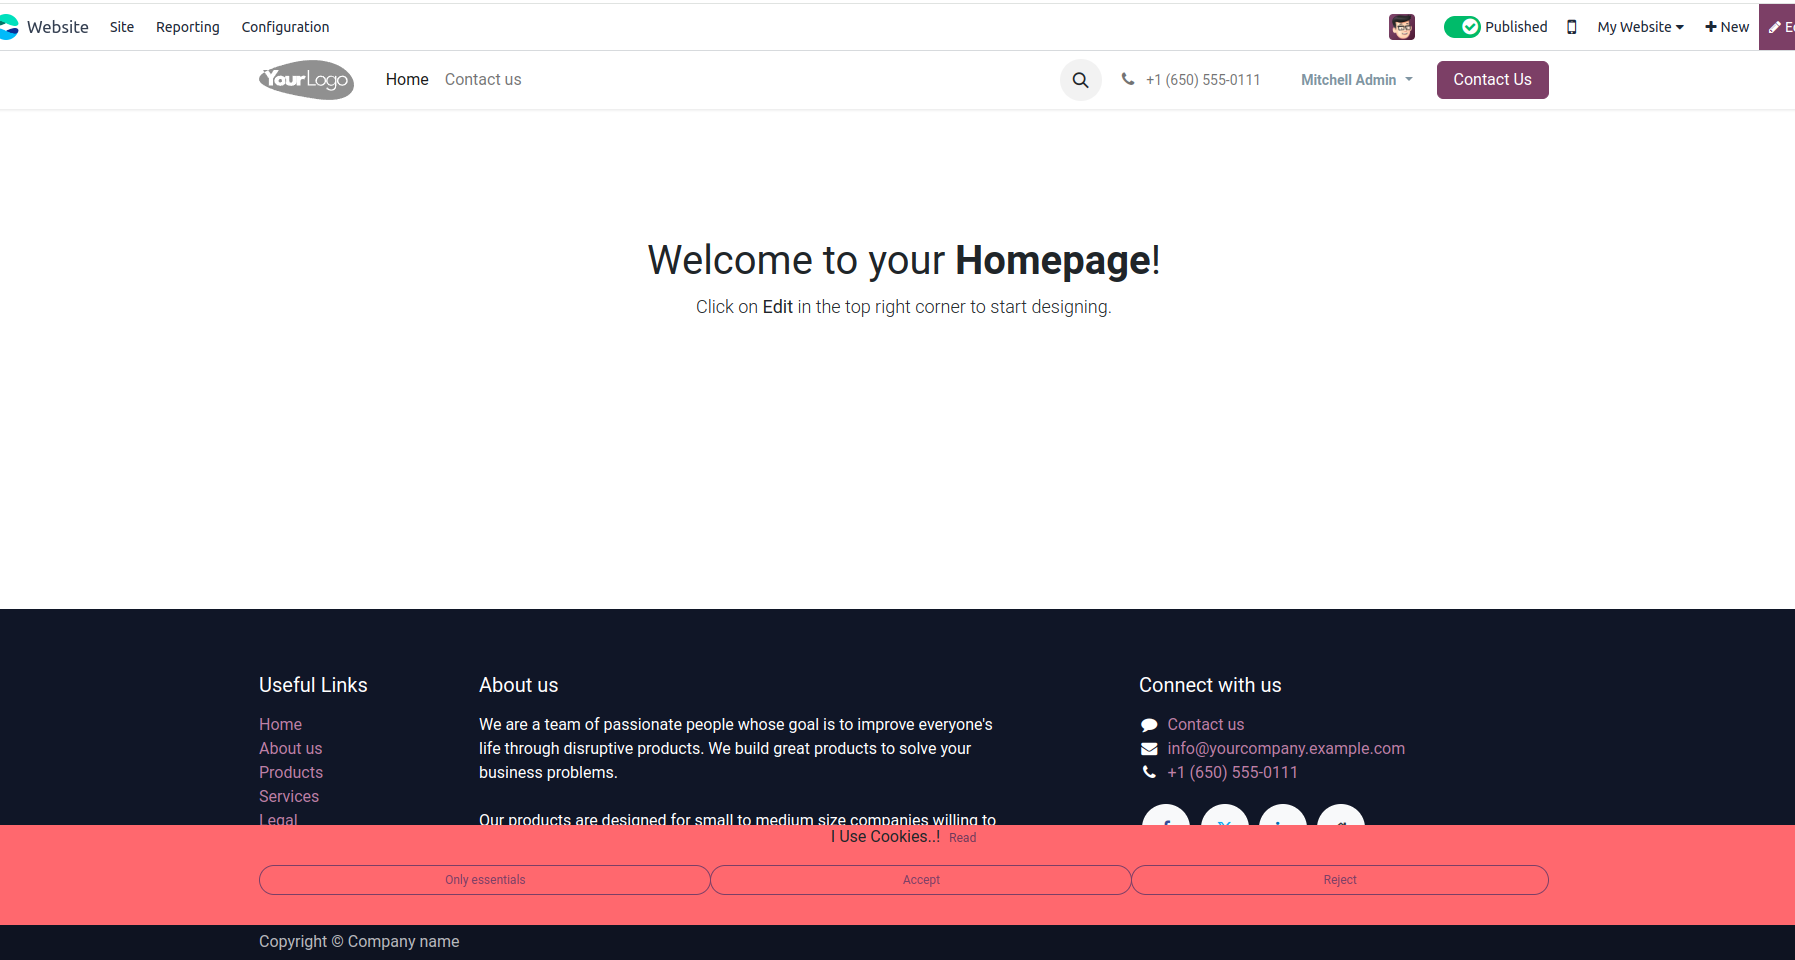 Website Site Reporting Configuration Published My Website New
YourLogo Home Contact us +1 (650) 555-0111 Mitchell Admin Contact Us
Welcome to your Homepage!
Click on Edit in the top right corner to start designing.
Useful Links
Home
About us
Products
Services
Legal
About us
We are a team of passionate people whose goal is to improve everyone's
life through disruptive products. We build great products to solve your
business problems.
Our products are designed for small to medium size companies willing to
Connect with us
Contact us
info@yourcompany.example.com
+1 (650) 555-0111
I Use Cookies..! Read
Only essentials Accept Reject
Copyright © Company name